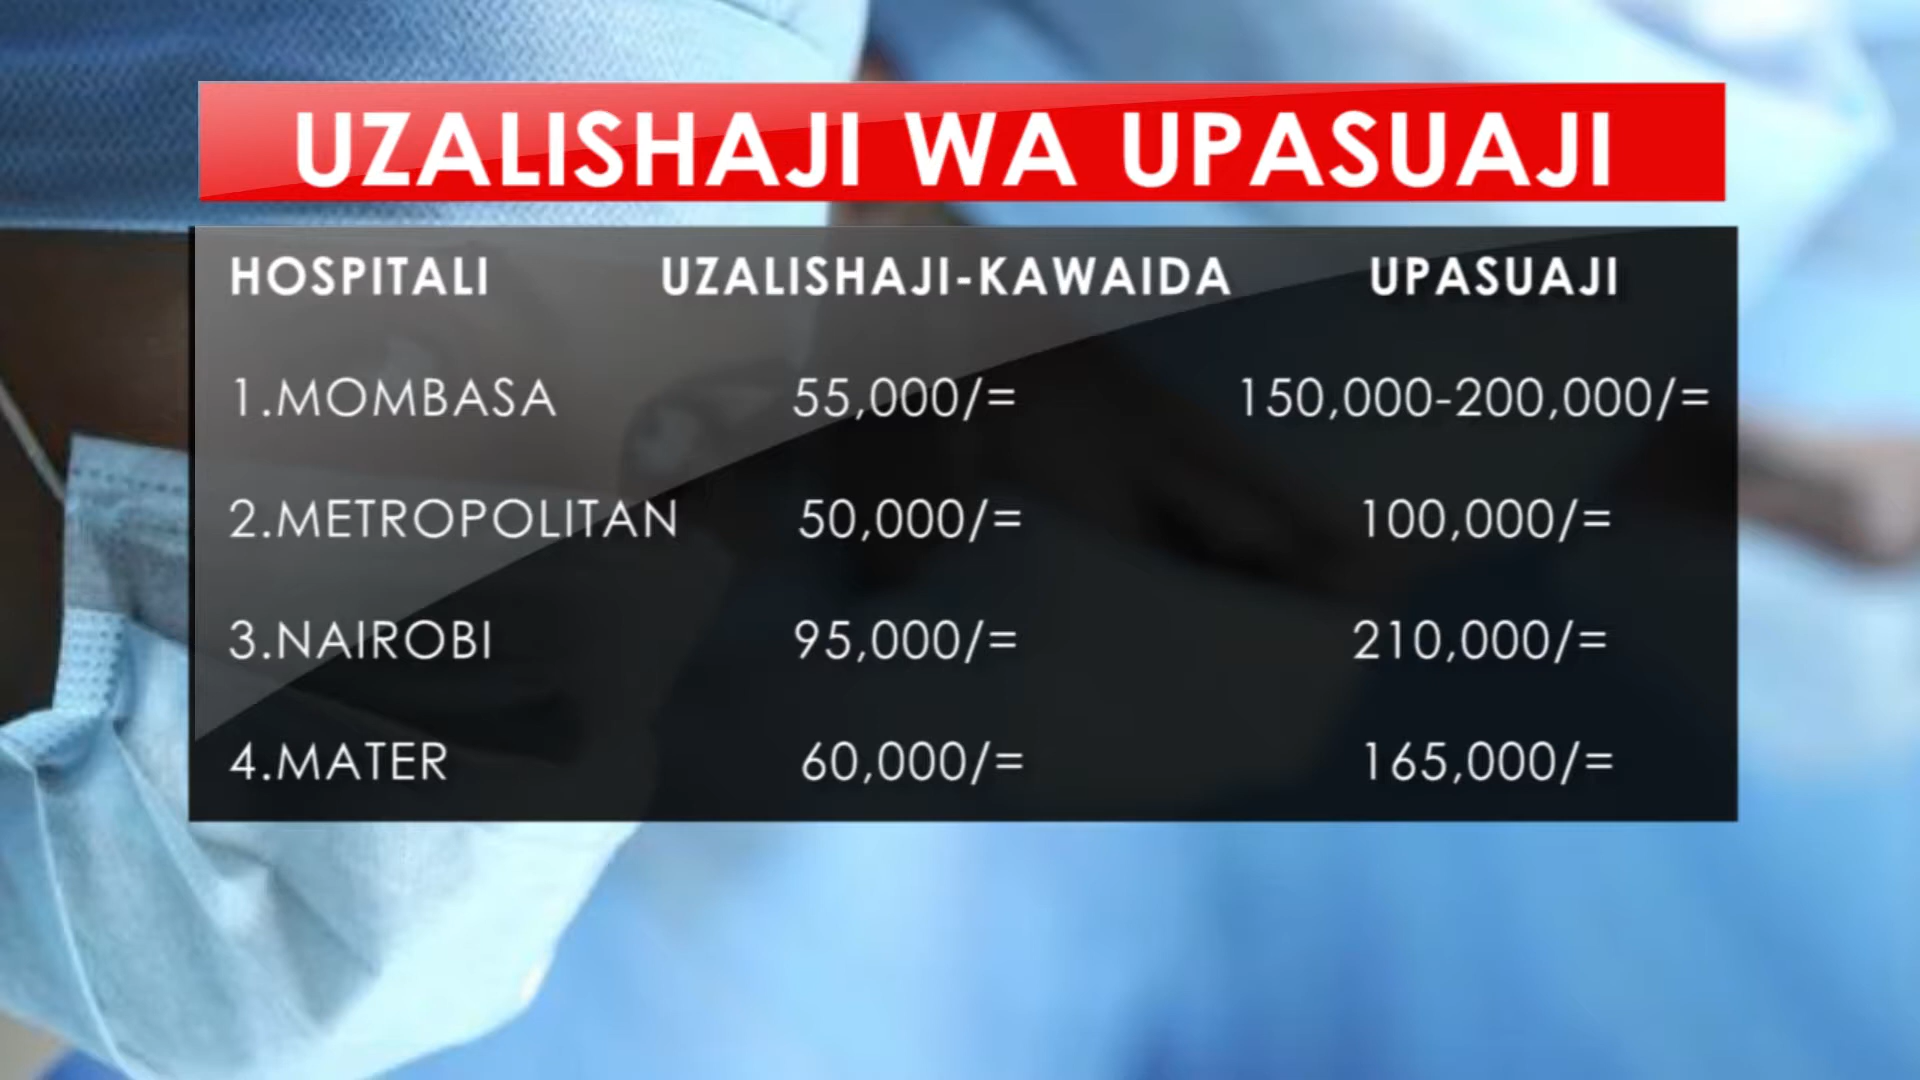 UZALISHAJI WA UPASUAJI
HOSPITALI UZALISHAJI-KAWAIDA UPASUAJI
1.MOMBASA 55,000/= 150,000-200,000/=
2.METROPOLITAN 50,000/= 100,000/=
3.NAIROBI 95,000/= 210,000/=
4.MATER 60,000/= 165,000/=